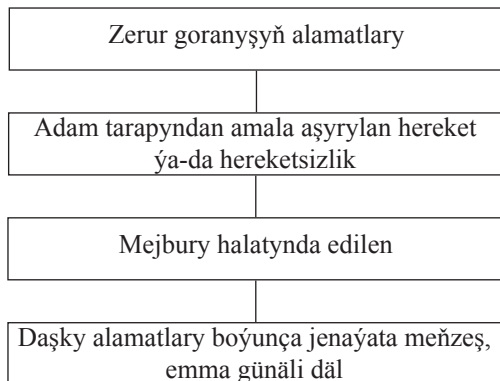 Zerur goranyşyň alamatlary
Adam tarapyndan amala aşyrylan hereket
ýa-da hereketsizlik
Mejbury halatynda edilen
Daşky alamatlary boýunça jenaýata meňzeş,
emma günäli däl